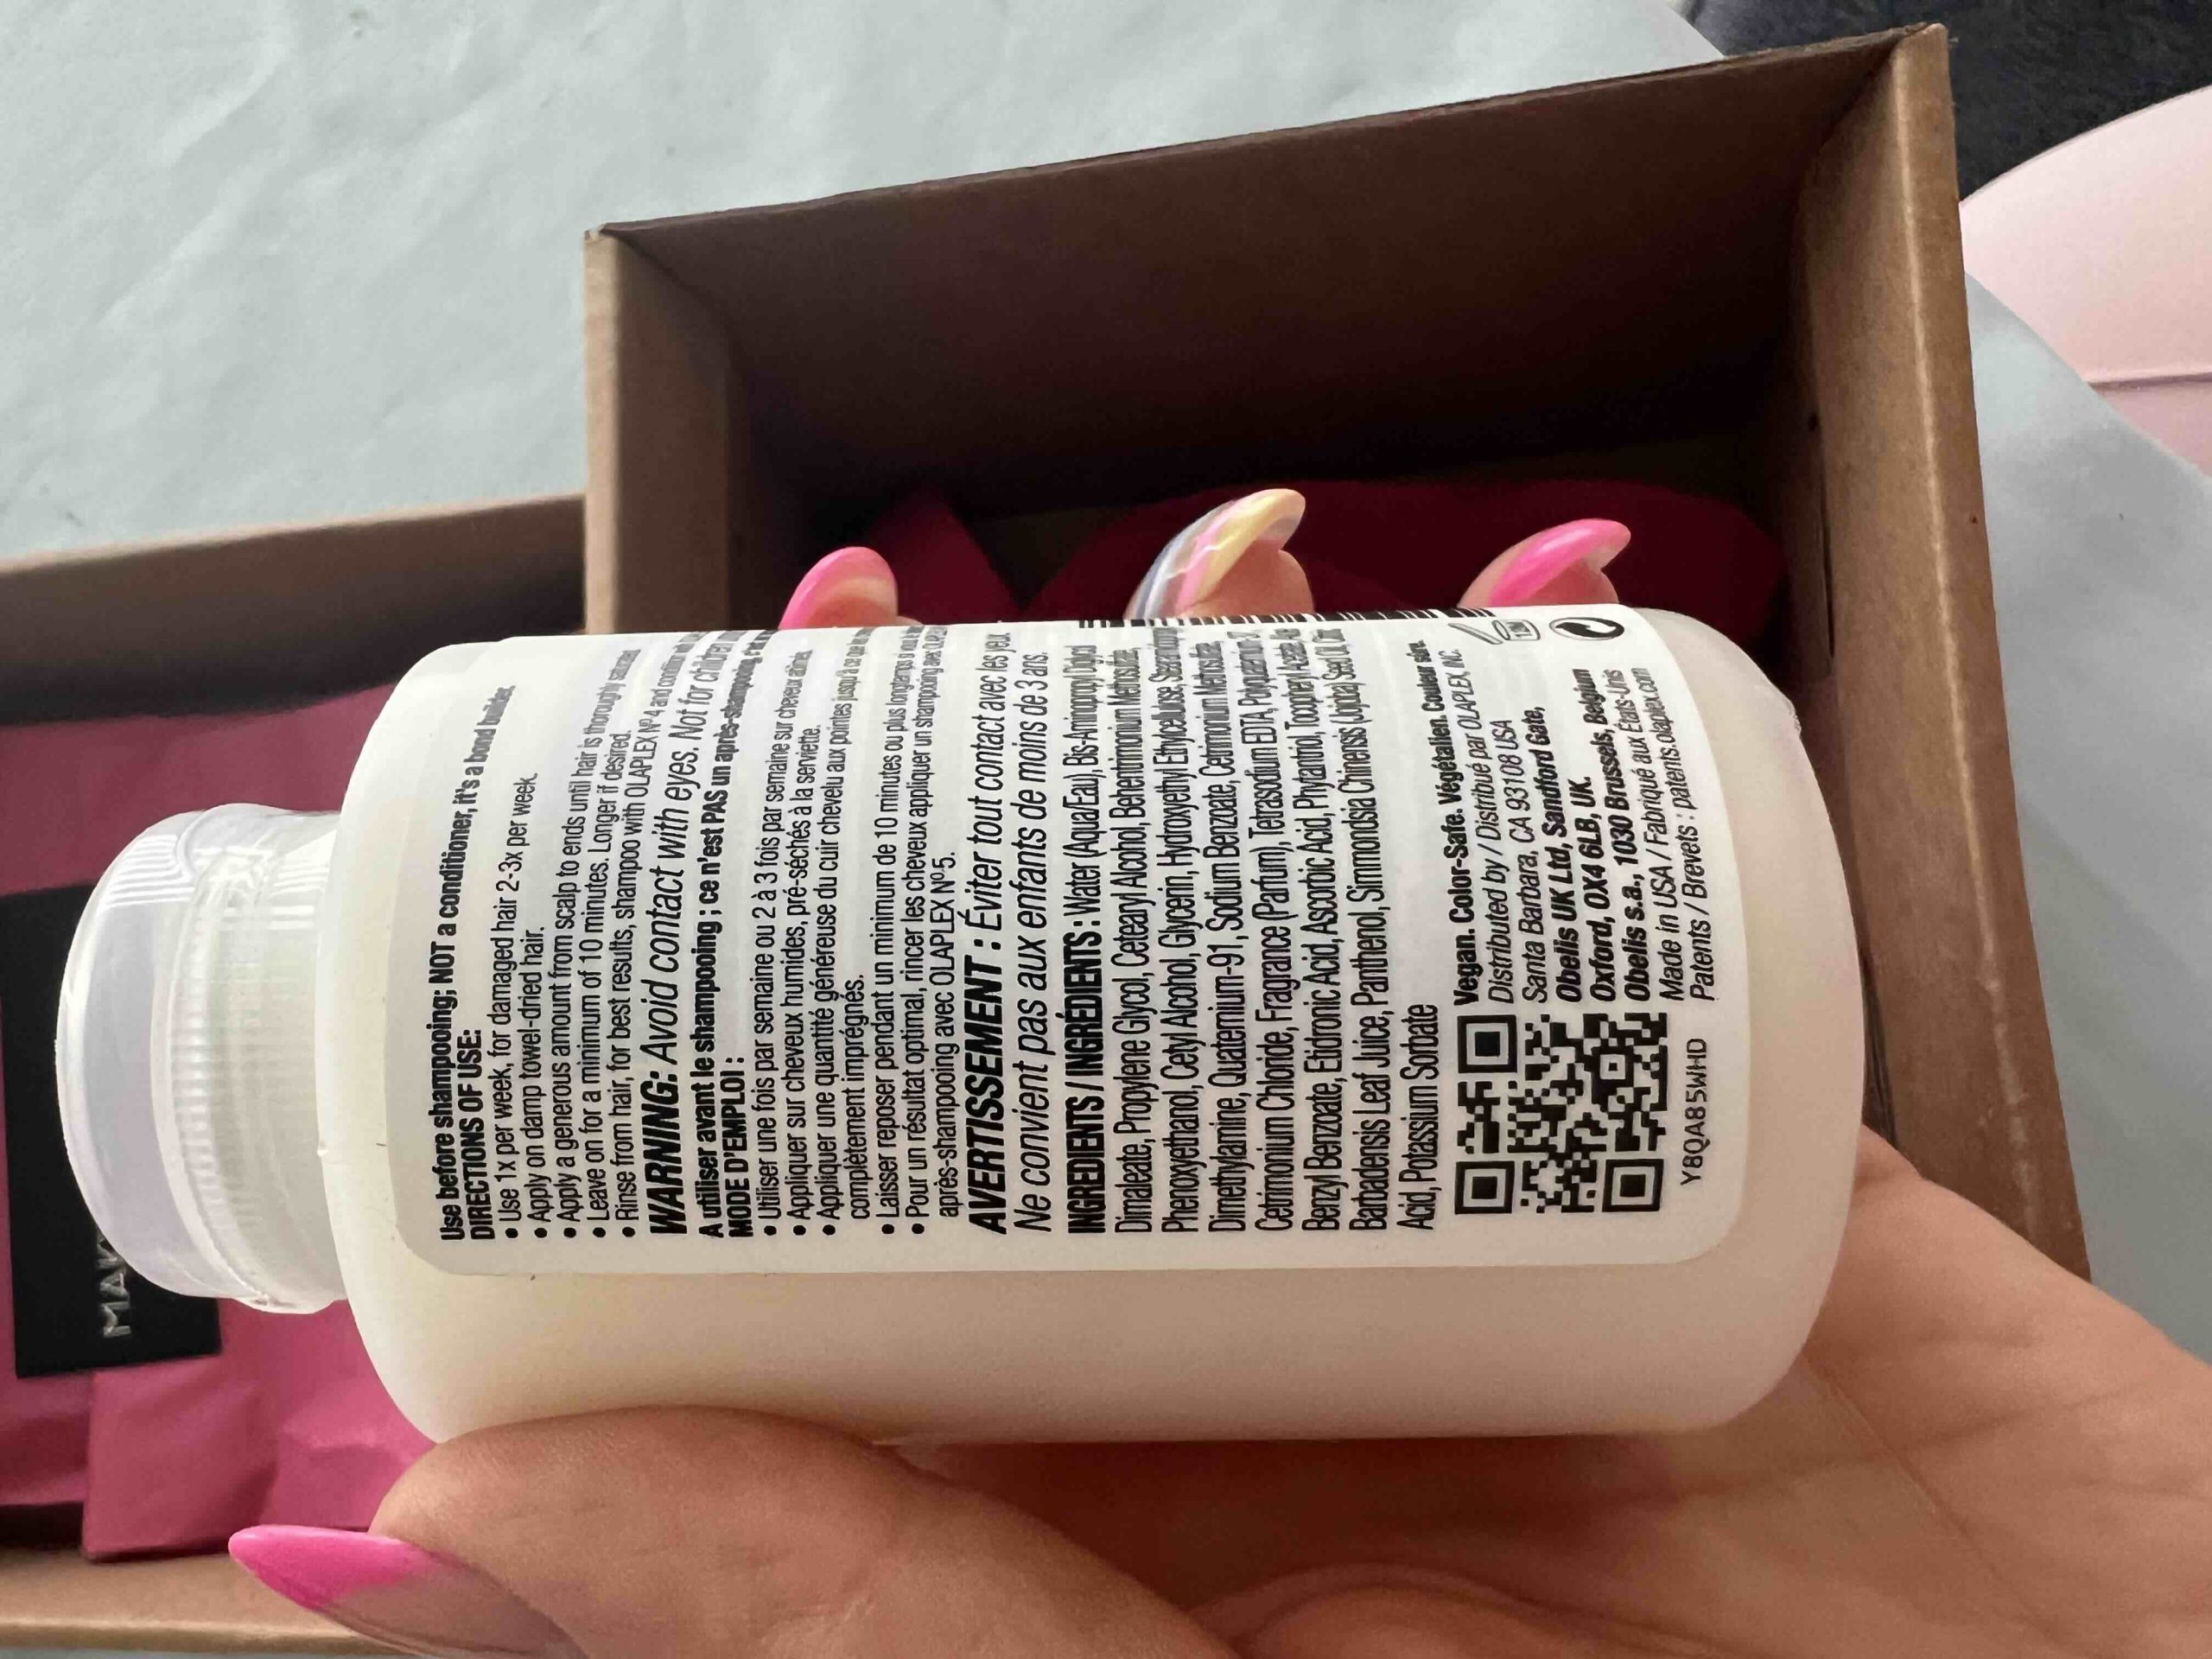 Use before shampooing; NOT a conditioner, it's a bond builder.
DIRECTIONS OF USE:
• Use 1x per week, for damaged hair 2-3x per week.
• Apply on damp towel-dried hair.
• Apply a generous amount from scalp to ends until hair is thoroughly saturated
• Leave on for a minimum of 10 minutes. Longer if desired.
• Rinse from hair, for best results, shampoo with OLAPLEX Nº4 and condition with
WARNING: Avoid contact with eyes. Not for children
A utiliser avant le shampooing ; ce n'est PAS un après-shampooing, c'est
MODE D'EMPLOI :
• Utiliser une fois par semaine ou 2 à 3 fois par semaine sur cheveux abîmés.
• Appliquer sur cheveux humides, pré-séchés à la serviette.
• Appliquer une quantité généreuse du cuir chevelu aux pointes jusqu'à ce que
complètement imprégnés.
• Laisser reposer pendant un minimum de 10 minutes ou plus longtemps si
• Pour un résultat optimal, rincer les cheveux appliquer un shampooing avec OLAPLEX
après-shampooing avec OLAPLEX Nº5.
AVERTISSEMENT : Éviter tout contact avec les yeux.
Ne convient pas aux enfants de moins de 3 ans.
INGREDIENTS / INGRÉDIENTS : Water (Aqua/Eau), Bis-Aminopropyl Diglycol
Dimaleate, Propylene Glycol, Cetearyl Alcohol, Behentrimonium Methosulfate,
Phenoxyethanol, Cetyl Alcohol, Glycerin, Hydroxyethyl Ethylcellulose, Stearamidopropyl
Dimethylamine, Quaternium-91, Sodium Benzoate, Cetrimonium Methosulfate,
Cetrimonium Chloride, Fragrance (Parfum), Tetrasodium EDTA, Polyquaternium-37,
Benzyl Benzoate, Etidronic Acid, Ascorbic Acid, Phytantriol, Tocopheryl Acetate, Aloe
Barbadensis Leaf Juice, Panthenol, Simmondsia Chinensis (Jojoba) Seed Oil, Citric
Acid, Potassium Sorbate
Vegan. Color-Safe. Végétalien. Couleur sûre.
Distributed by / Distribué par OLAPLEX INC.
Santa Barbara, CA 93108 USA
Obelis UK Ltd, Sandford Gate,
Oxford, OX4 6LB, UK.
Obelis s.a., 1030 Brussels, Belgium
Made in USA / Fabriqué aux États-Unis
Patents / Brevets : patents.olaplex.com
Y8QA85WHD